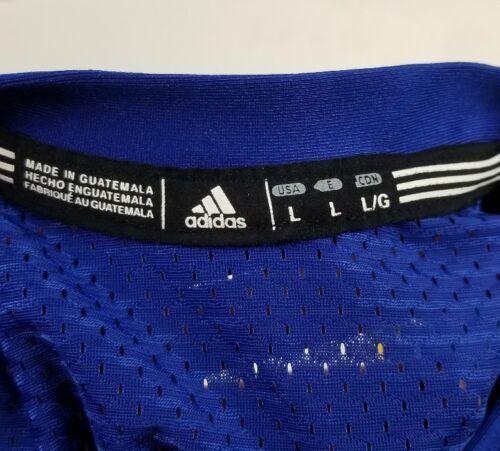 MADE IN GUATEMALA
HECHO ENGUATEMALA
FABRIQUÉ AU GUATEMALA
adidas
USA E CDN
L L L/G